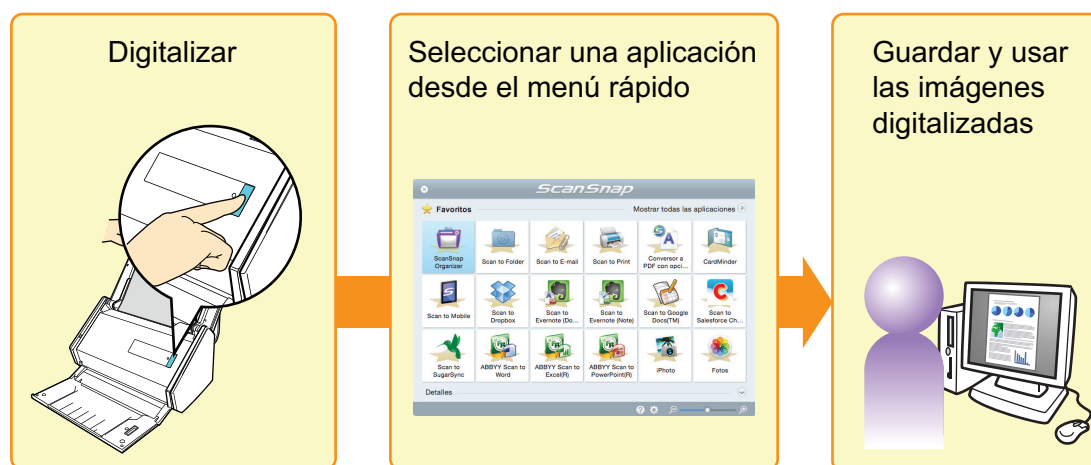 Digitalizar
Seleccionar una aplicación
desde el menú rápido
Guardar y usar
las imágenes
digitalizadas
ScanSnap
Favoritos
Mostrar todas las aplicaciones
ScanSnap
Organizer
Scan to Folder
Scan to E-mail
Scan to Print
Conversor a
PDF con opci...
CardMinder
Scan to Mobile
Scan to
Dropbox
Scan to
Evernote (Do...
Scan to
Evernote (Note)
Scan to Google
Docs(TM)
Scan to
Salesforce Ch...
Scan to
SugarSync
ABBYY Scan to
Word
ABBYY Scan to
Excel(R)
ABBYY Scan to
PowerPoint(R)
iPhoto
Fotos
Detalles